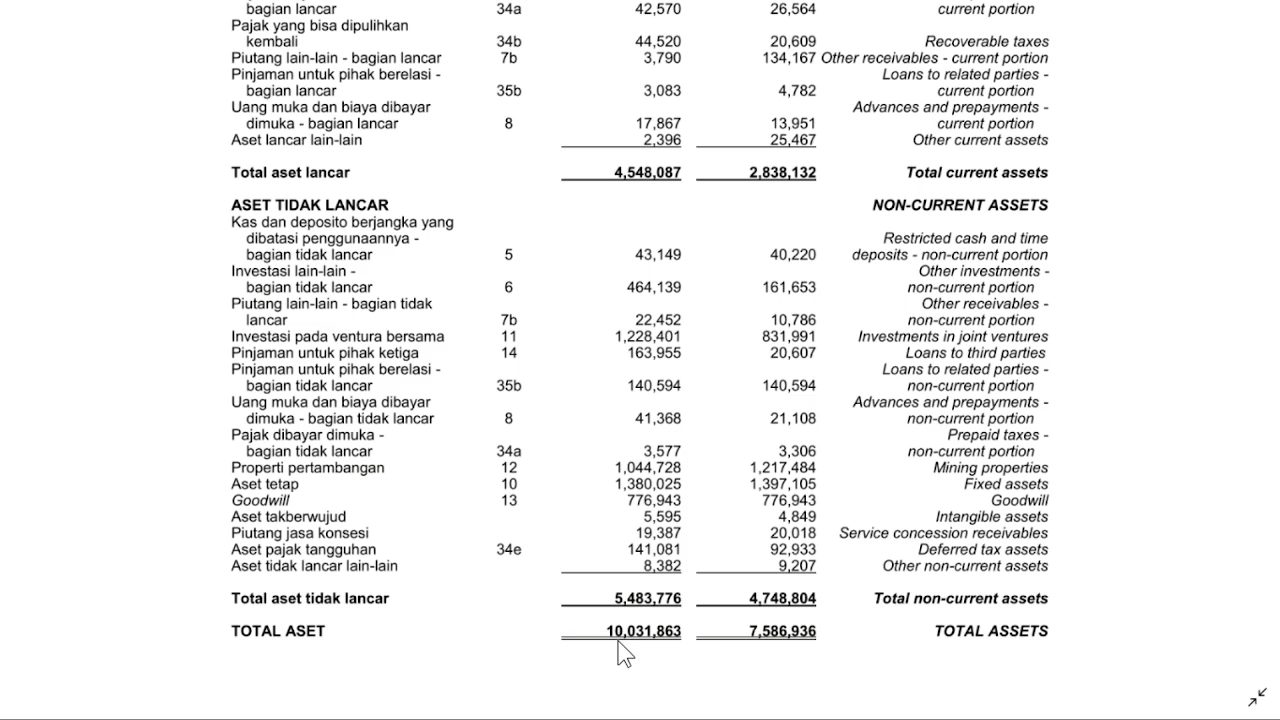 bagian lancar 34a 42,570 26,564 current portion
Pajak yang bisa dipulihkan
kembali 34b 44,520 20,609 Recoverable taxes
Piutang lain-lain - bagian lancar 7b 3,790 134,167 Other receivables - current portion
Pinjaman untuk pihak berelasi - Loans to related parties -
bagian lancar 35b 3,083 4,782 current portion
Uang muka dan biaya dibayar Advances and prepayments -
dimuka - bagian lancar 8 17,867 13,951 current portion
Aset lancar lain-lain 2,396 25,467 Other current assets
Total aset lancar 4,548,087 2,838,132 Total current assets
ASET TIDAK LANCAR NON-CURRENT ASSETS
Kas dan deposito berjangka yang
dibatasi penggunaannya - Restricted cash and time
bagian tidak lancar 5 43,149 40,220 deposits - non-current portion
Investasi lain-lain - Other investments -
bagian tidak lancar 6 464,139 161,653 non-current portion
Piutang lain-lain - bagian tidak Other receivables -
lancar 7b 22,452 10,786 non-current portion
Investasi pada ventura bersama 11 1,228,401 831,991 Investments in joint ventures
Pinjaman untuk pihak ketiga 14 163,955 20,607 Loans to third parties
Pinjaman untuk pihak berelasi - Loans to related parties -
bagian tidak lancar 35b 140,594 140,594 non-current portion
Uang muka dan biaya dibayar Advances and prepayments -
dimuka - bagian tidak lancar 8 41,368 21,108 non-current portion
Pajak dibayar dimuka - Prepaid taxes -
bagian tidak lancar 34a 3,577 3,306 non-current portion
Properti pertambangan 12 1,044,728 1,217,484 Mining properties
Aset tetap 10 1,380,025 1,397,105 Fixed assets
Goodwill 13 776,943 776,943 Goodwill
Aset takberwujud 5,595 4,849 Intangible assets
Piutang jasa konsesi 19,387 20,018 Service concession receivables
Aset pajak tangguhan 34e 141,081 92,933 Deferred tax assets
Aset tidak lancar lain-lain 8,382 9,207 Other non-current assets
Total aset tidak lancar 5,483,776 4,748,804 Total non-current assets
TOTAL ASET 10,031,863 7,586,936 TOTAL ASSETS